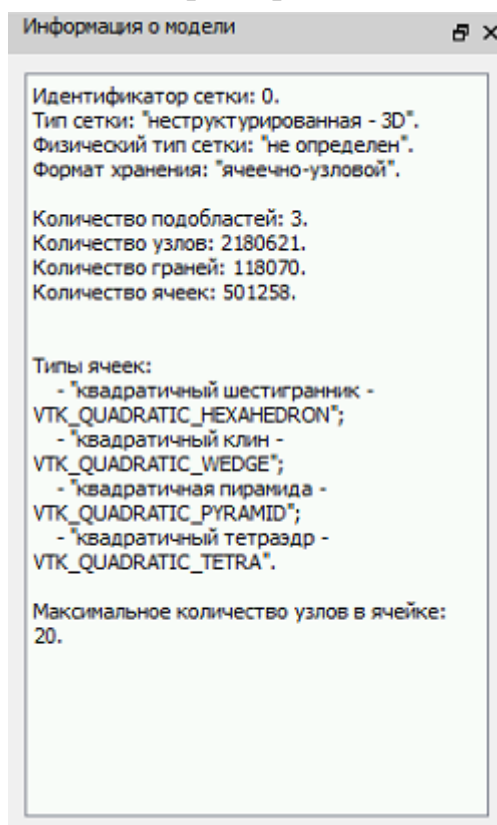 Информация о модели
Идентификатор сетки: 0.
Тип сетки: "неструктурированная - 3D".
Физический тип сетки: "не определен".
Формат хранения: "ячеечно-узловой".
Количество подобластей: 3.
Количество узлов: 2180621.
Количество граней: 118070.
Количество ячеек: 501258.
Типы ячеек:
- "квадратичный шестигранник -
VTK_QUADRATIC_HEXAHEDRON";
- "квадратичный клин -
VTK_QUADRATIC_WEDGE";
- "квадратичная пирамида -
VTK_QUADRATIC_PYRAMID";
- "квадратичный тетраэдр -
VTK_QUADRATIC_TETRA".
Максимальное количество узлов в ячейке:
20.